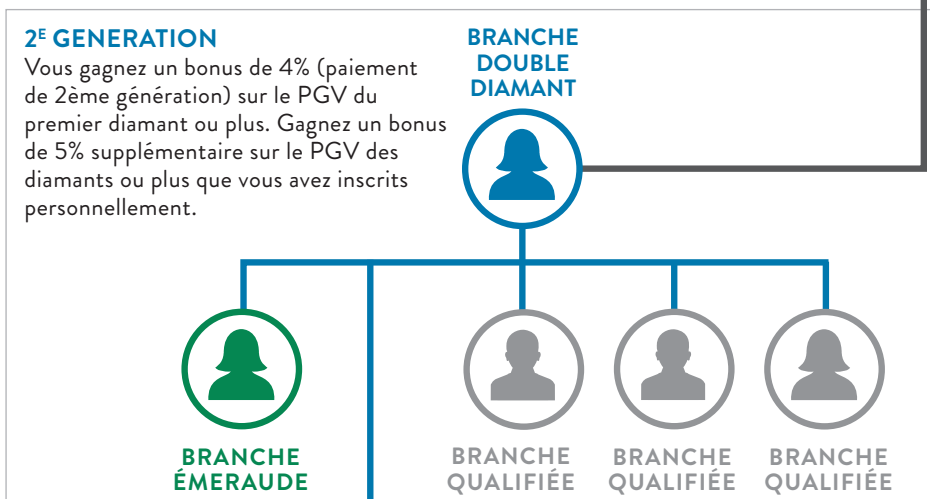 2E GENERATION
Vous gagnez un bonus de 4% (paiement
de 2ème génération) sur le PGV du
premier diamant ou plus. Gagnez un bonus
de 5% supplémentaire sur le PGV des
diamants ou plus que vous avez inscrits
personnellement.
BRANCHE
DOUBLE
DIAMANT
BRANCHE
ÉMERAUDE
BRANCHE
QUALIFIÉE
BRANCHE
QUALIFIÉE
BRANCHE
QUALIFIÉE